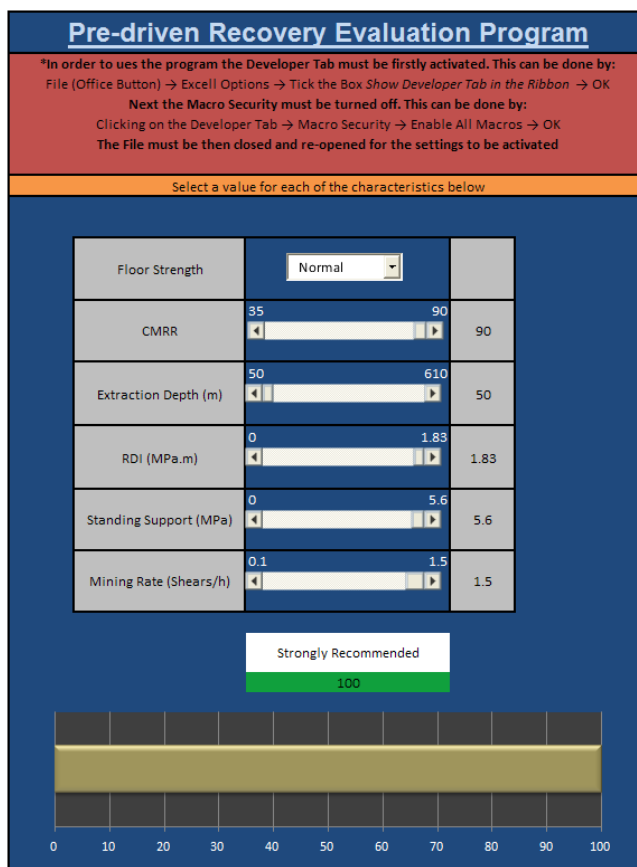 Pre-driven Recovery Evaluation Program
*In order to ues the program the Developer Tab must be firstly activated. This can be done by:
File (Office Button) → Excell Options → Tick the Box Show Developer Tab in the Ribbon → OK
Next the Macro Security must be turned off. This can be done by:
Clicking on the Developer Tab → Macro Security → Enable All Macros → OK
The File must be then closed and re-opened for the settings to be activated
Select a value for each of the characteristics below
Floor Strength Normal
35 90
CMRR 90
50 610
Extraction Depth (m) 50
0 1.83
RDI (MPa.m) 1.83
0 5.6
Standing Support (MPa) 5.6
0.1 1.5
Mining Rate (Shears/h) 1.5
Strongly Recommended
100
0 10 20 30 40 50 60 70 80 90 100